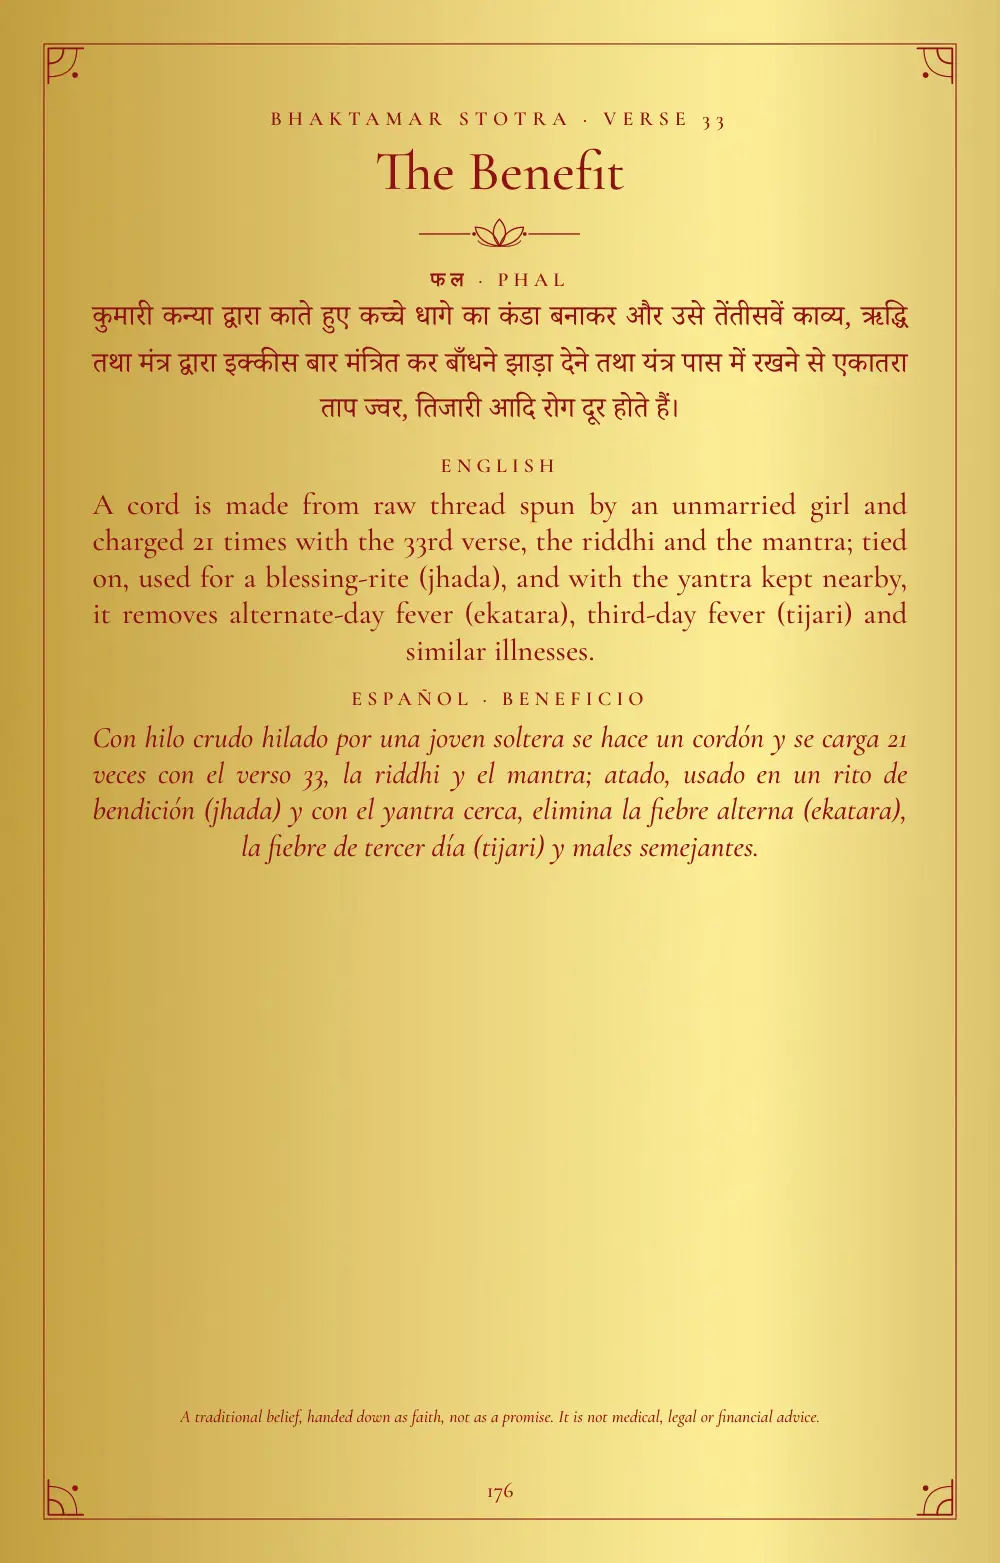 BHAKTAMAR STOTRA · VERSE 33
The Benefit
फल · PHAL
कुमारी कन्या द्वारा काते हुए कच्चे धागे का कंडा बनाकर और उसे तेंतीसवें काव्य, ऋद्धि
तथा मंत्र द्वारा इक्कीस बार मंत्रित कर बाँधने झाड़ा देने तथा यंत्र पास में रखने से एकातरा
ताप ज्वर, तिजारी आदि रोग दूर होते हैं।
ENGLISH
A cord is made from raw thread spun by an unmarried girl and
charged 21 times with the 33rd verse, the riddhi and the mantra; tied
on, used for a blessing-rite (jhada), and with the yantra kept nearby,
it removes alternate-day fever (ekatara), third-day fever (tijari) and
similar illnesses.
ESPAÑOL · BENEFICIO
Con hilo crudo hilado por una joven soltera se hace un cordón y se carga 21
veces con el verso 33, la riddhi y el mantra; atado, usado en un rito de
bendición (jhada) y con el yantra cerca, elimina la fiebre alterna (ekatara),
la fiebre de tercer día (tijari) y males semejantes.
A traditional belief, handed down as faith, not as a promise. It is not medical, legal or financial advice.
176